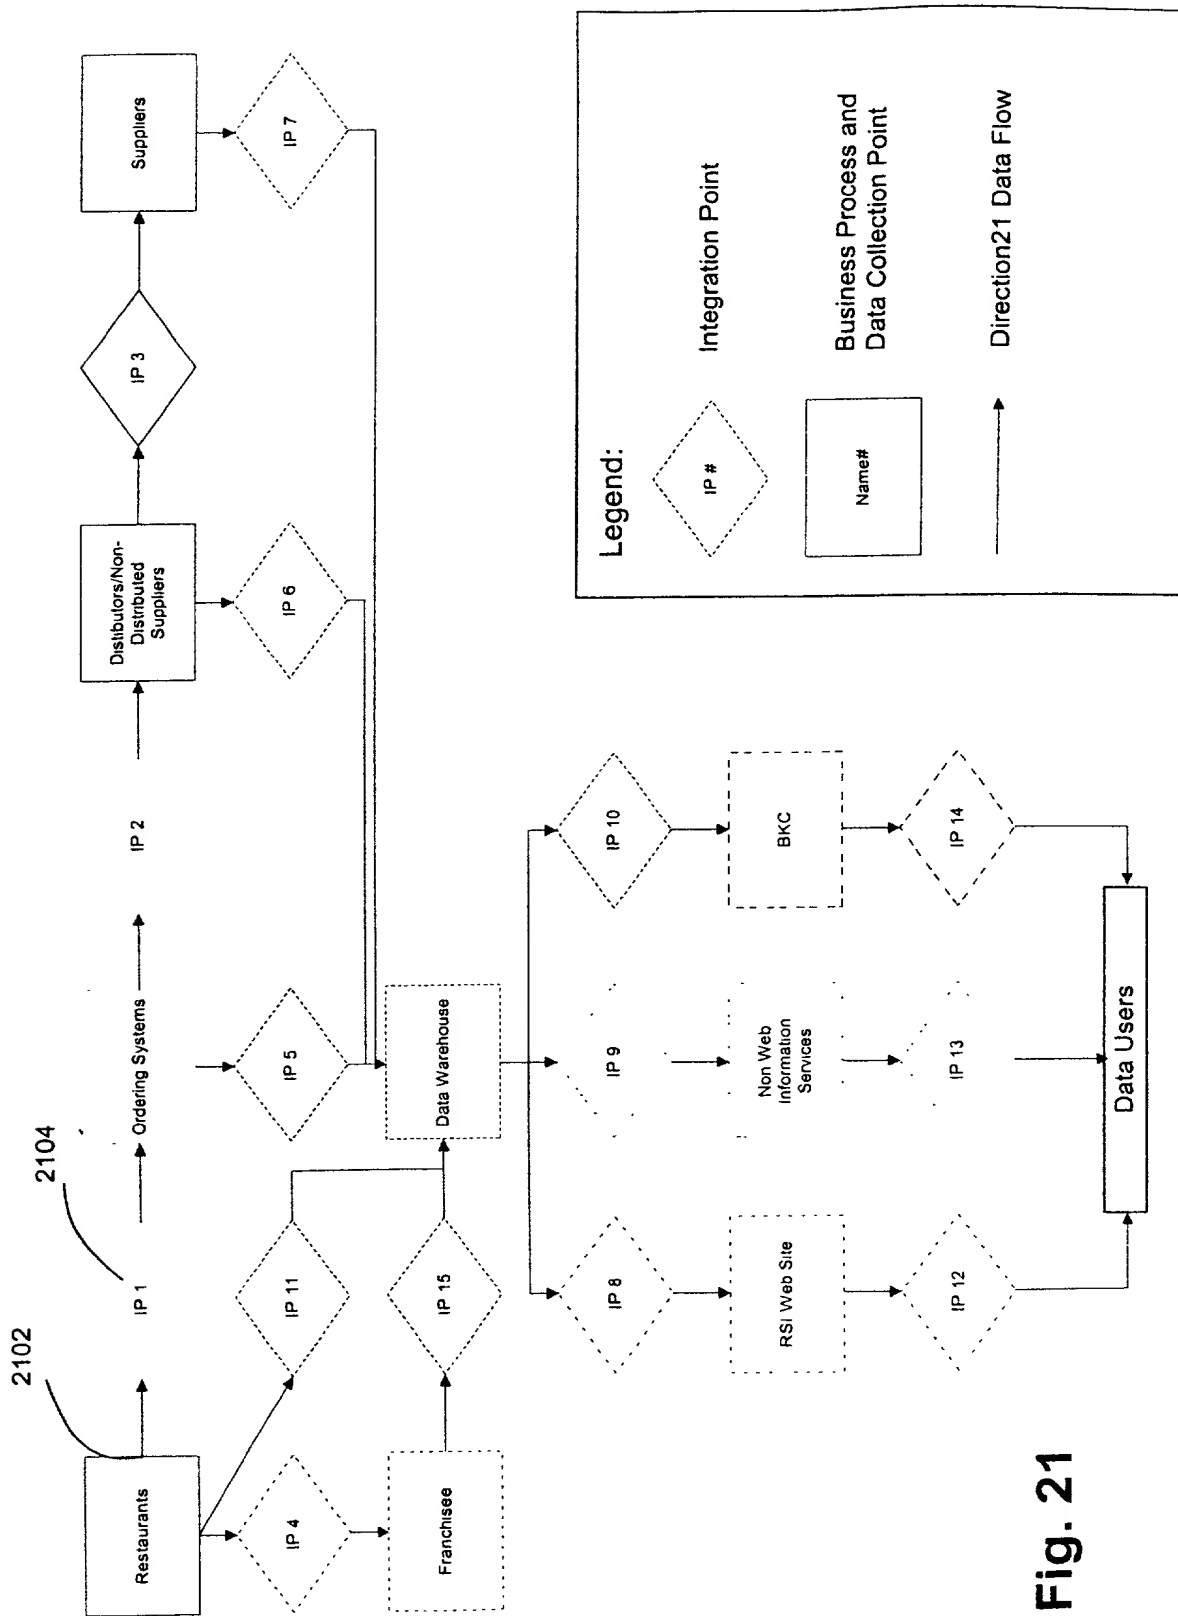 2102
2104
Restaurants
IP 1
Ordering Systems
IP 2
Distibutors/Non-
Distributed
Suppliers
IP 3
Suppliers
IP 4
IP 11
IP 5
IP 6
IP 7
Franchisee
IP 15
Data Warehouse
IP 8
IP 9
IP 10
RSI Web Site
Non Web
Information
Services
BKC
IP 12
IP 13
IP 14
Data Users
Legend:
IP #
Integration Point
Name#
Business Process and
Data Collection Point
Direction21 Data Flow
Fig. 21